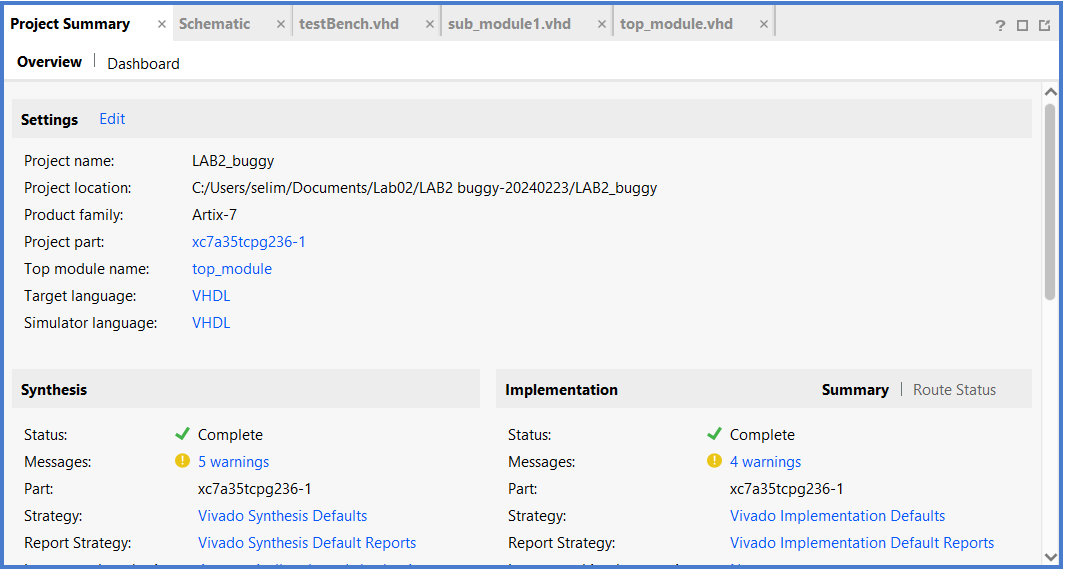 Project Summary × Schematic × testBench.vhd × sub_module1.vhd × top_module.vhd × ?
Overview | Dashboard
Settings Edit
Project name: LAB2_buggy
Project location: C:/Users/selim/Documents/Lab02/LAB2 buggy-20240223/LAB2_buggy
Product family: Artix-7
Project part: xc7a35tcpg236-1
Top module name: top_module
Target language: VHDL
Simulator language: VHDL
Synthesis
Status: Complete
Messages: 5 warnings
Part: xc7a35tcpg236-1
Strategy: Vivado Synthesis Defaults
Report Strategy: Vivado Synthesis Default Reports
Implementation Summary | Route Status
Status: Complete
Messages: 4 warnings
Part: xc7a35tcpg236-1
Strategy: Vivado Implementation Defaults
Report Strategy: Vivado Implementation Default Reports